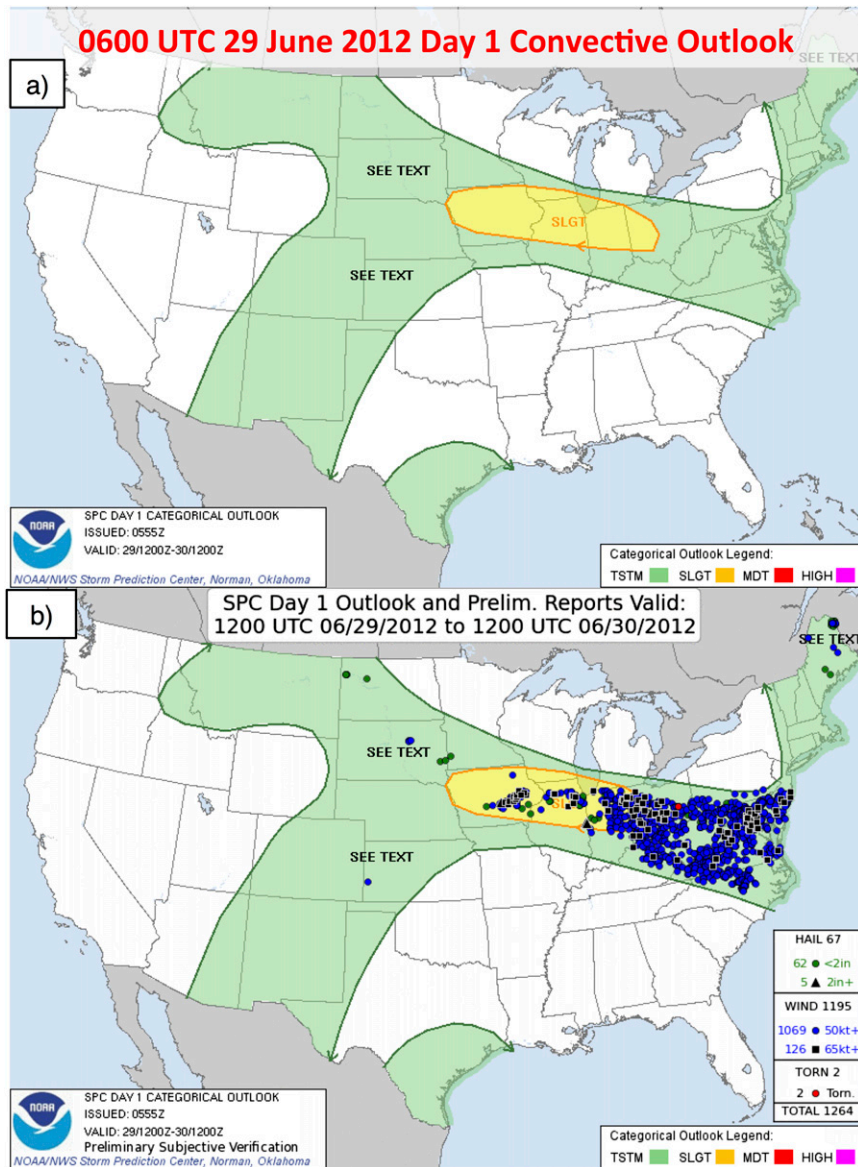 0600 UTC 29 June 2012 Day 1 Convective Outlook
SEE TEXT
a)
SEE TEXT
SLGT
SEE TEXT
SPC DAY 1 CATEGORICAL OUTLOOK
ISSUED: 0555Z
VALID: 29/1200Z-30/1200Z
NOAA
NOAA/NWS Storm Prediction Center, Norman, Oklahoma
Categorical Outlook Legend:
TSTM SLGT MDT HIGH
b)
SPC Day 1 Outlook and Prelim. Reports Valid:
1200 UTC 06/29/2012 to 1200 UTC 06/30/2012
SEE TEXT
SEE TEXT
SEE TEXT
HAIL 67
62 <2in
5 2in+
WIND 1195
1069 50kt+
126 65kt+
TORN 2
2 Torn.
TOTAL 1264
SPC DAY 1 CATEGORICAL OUTLOOK
ISSUED: 0555Z
VALID: 29/1200Z-30/1200Z
Preliminary Subjective Verification
NOAA
NOAA/NWS Storm Prediction Center, Norman, Oklahoma
Categorical Outlook Legend:
TSTM SLGT MDT HIGH